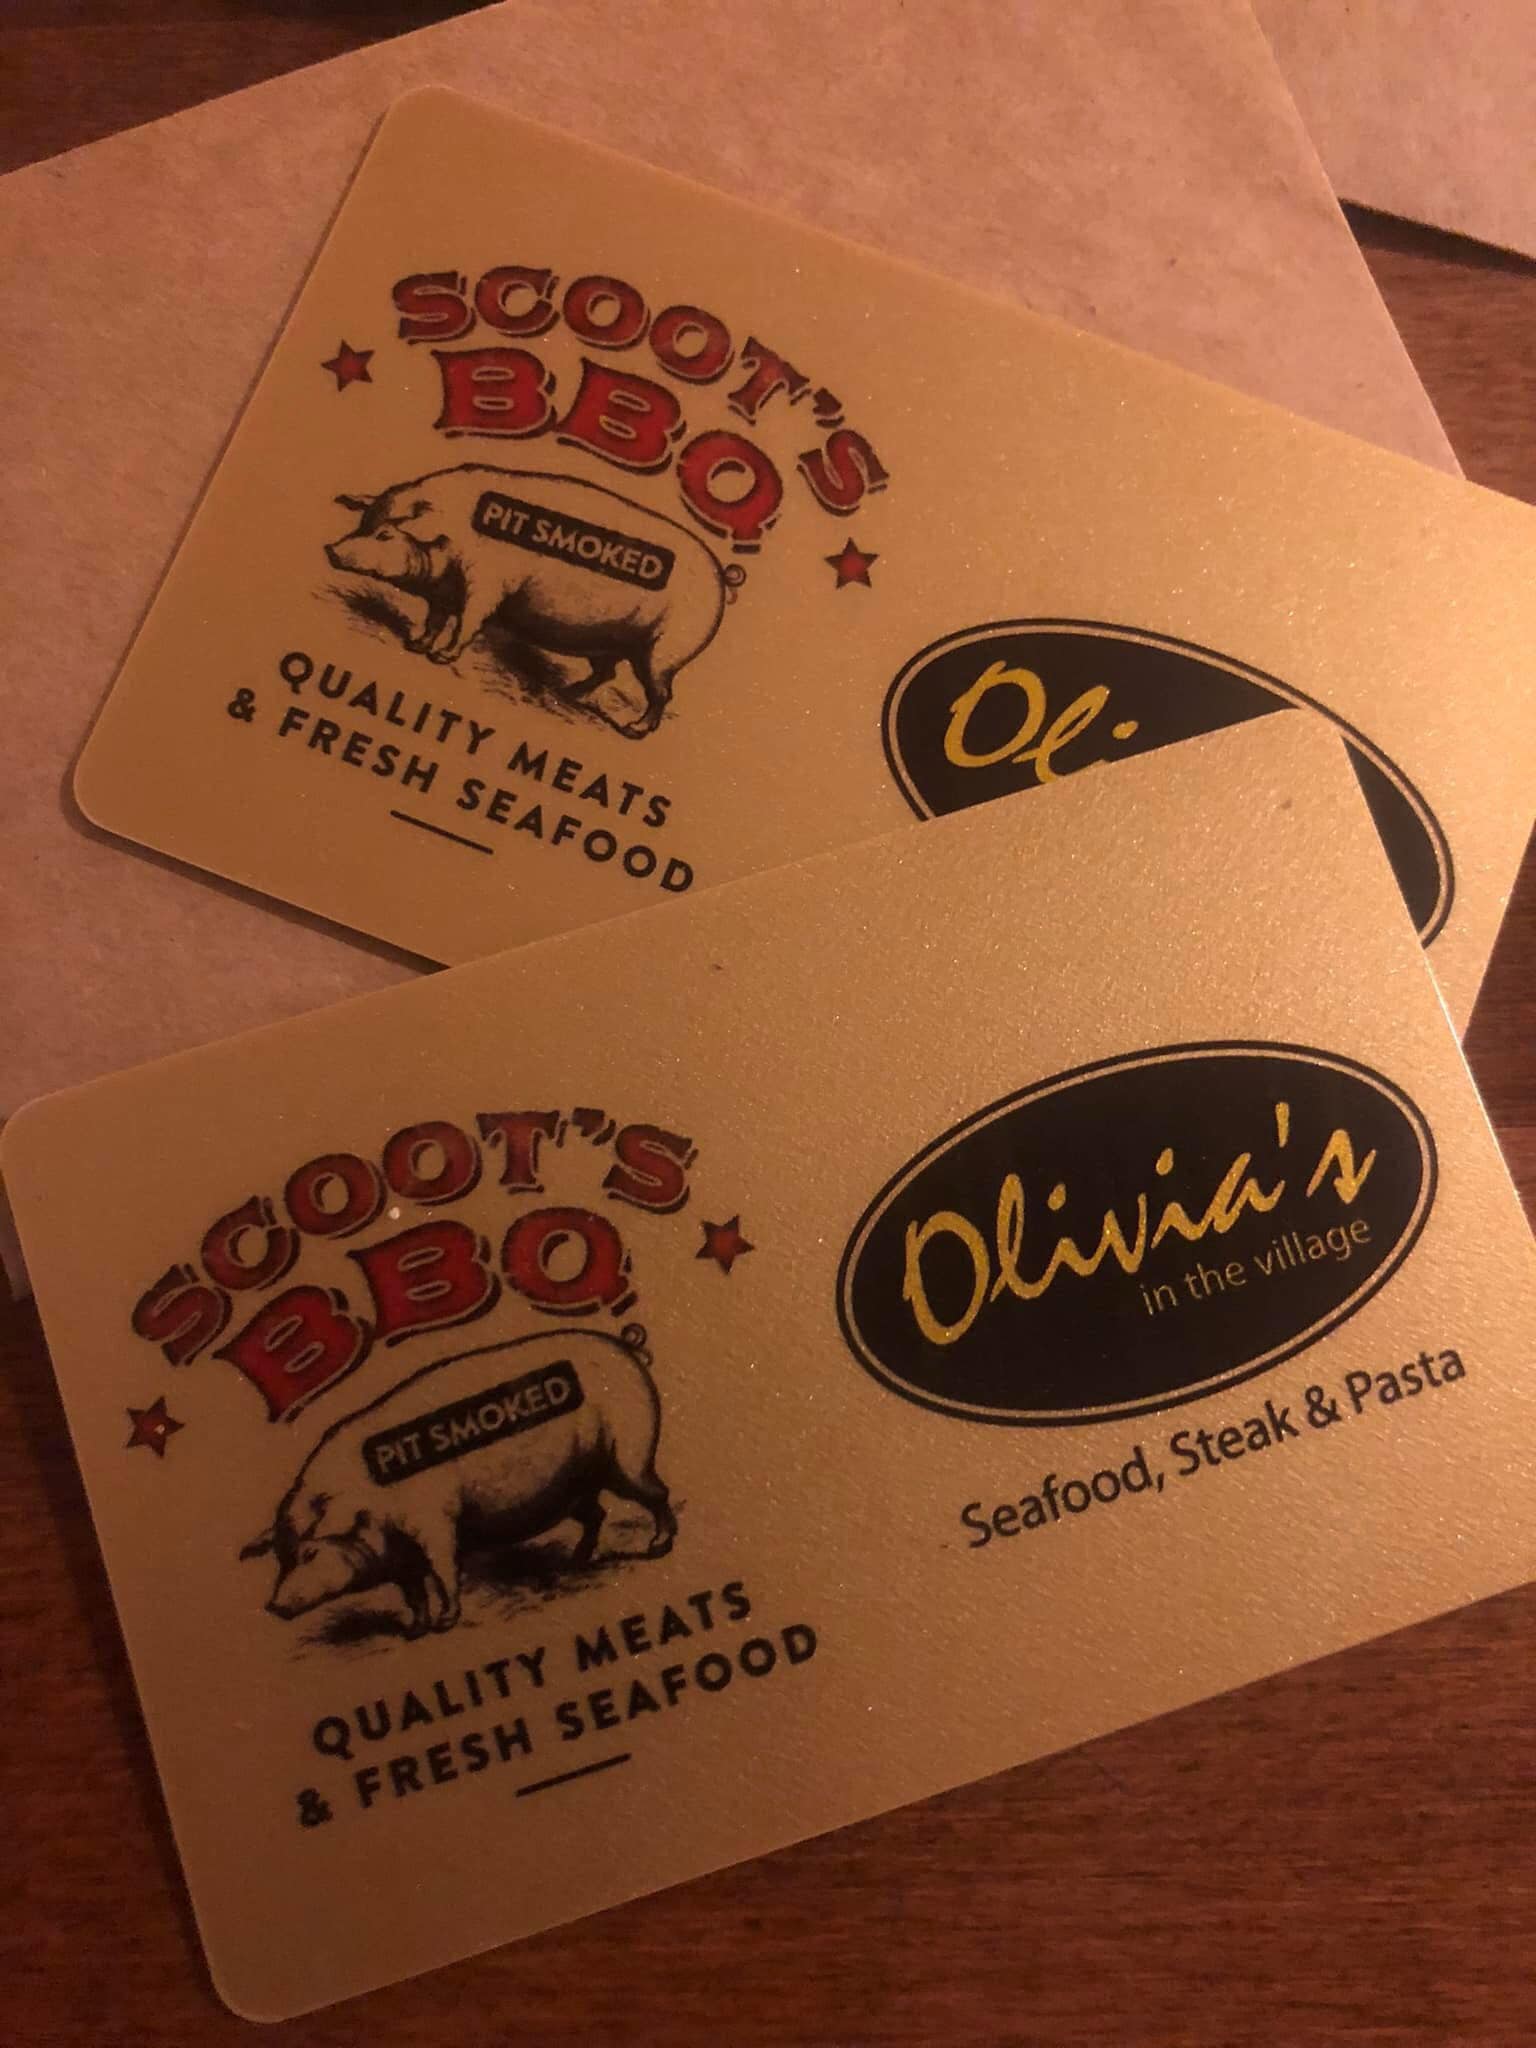 SCOOT'S
BBQ
PIT SMOKED
QUALITY MEATS
& FRESH SEAFOOD
SCOOT'S
BBQ
PIT SMOKED
QUALITY MEATS
& FRESH SEAFOOD
Olivia's
in the village
Seafood, Steak & Pasta